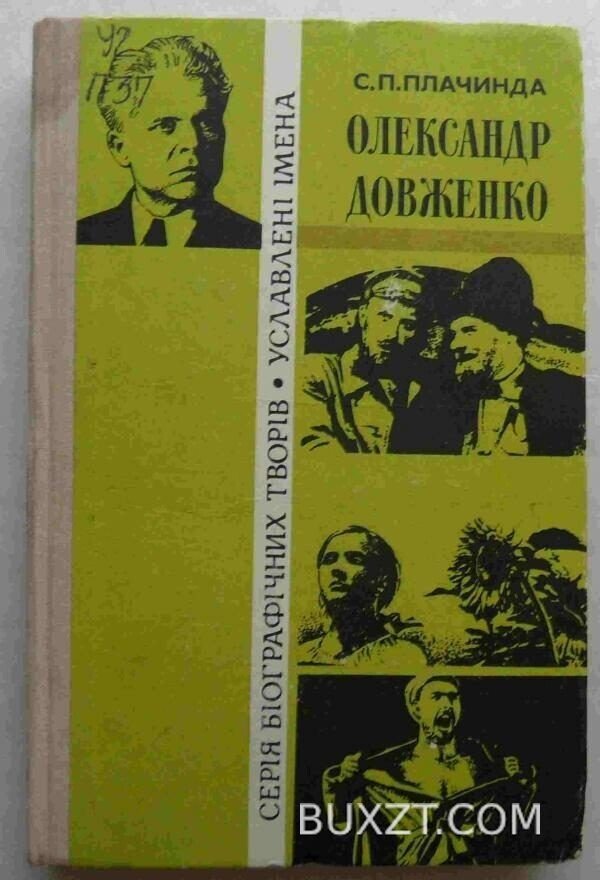 У2
П37
С.П.ПЛАЧИНДА
ОЛЕКСАНДР
ДОВЖЕНКО
СЕРІЯ БІОГРАФІЧНИХ ТВОРІВ • УСЛАВЛЕНІ ІМЕНА
BUXZT.COM